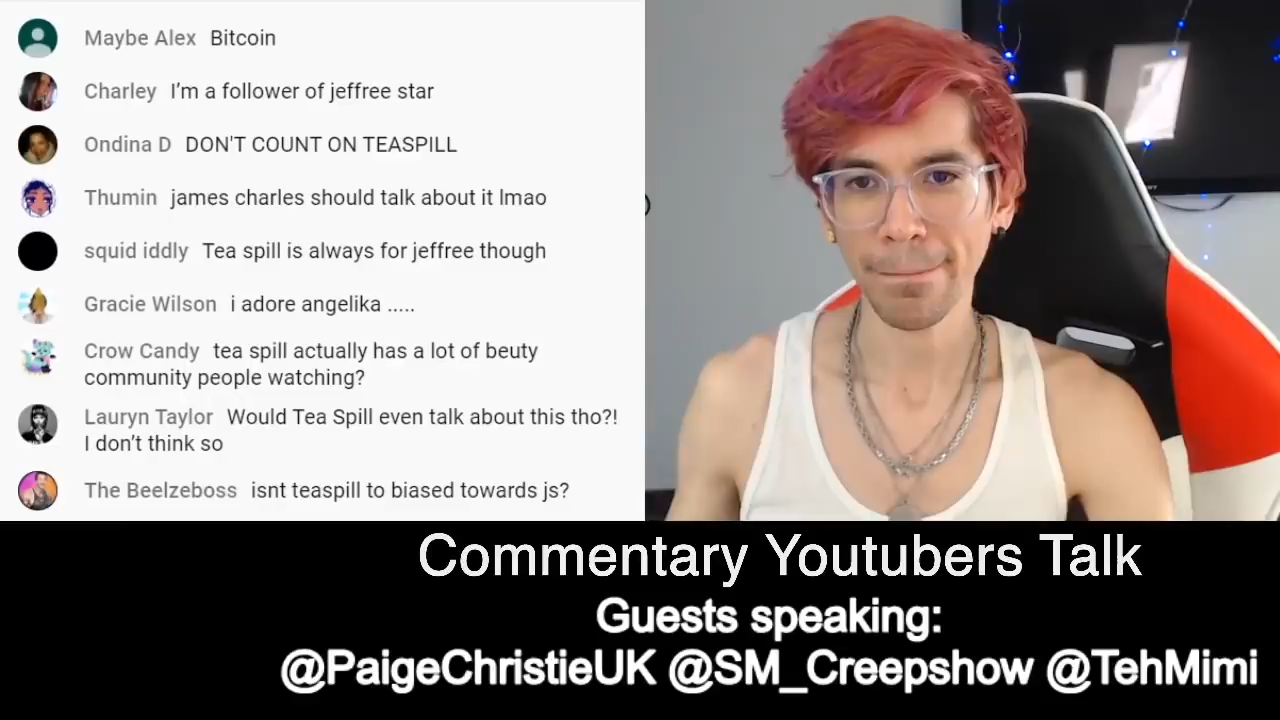 Maybe Alex Bitcoin
Charley I'm a follower of jeffree star
Ondina D DON'T COUNT ON TEASPILL
Thumin james charles should talk about it lmao
squid iddly Tea spill is always for jeffree though
Gracie Wilson i adore angelika .....
Crow Candy tea spill actually has a lot of beuty
community people watching?
Lauryn Taylor Would Tea Spill even talk about this tho?!
I don't think so
The Beelzeboss isnt teaspill to biased towards js?
Commentary Youtubers Talk
Guests speaking:
@PaigeChristieUK @SM_Creepshow @TehMimi